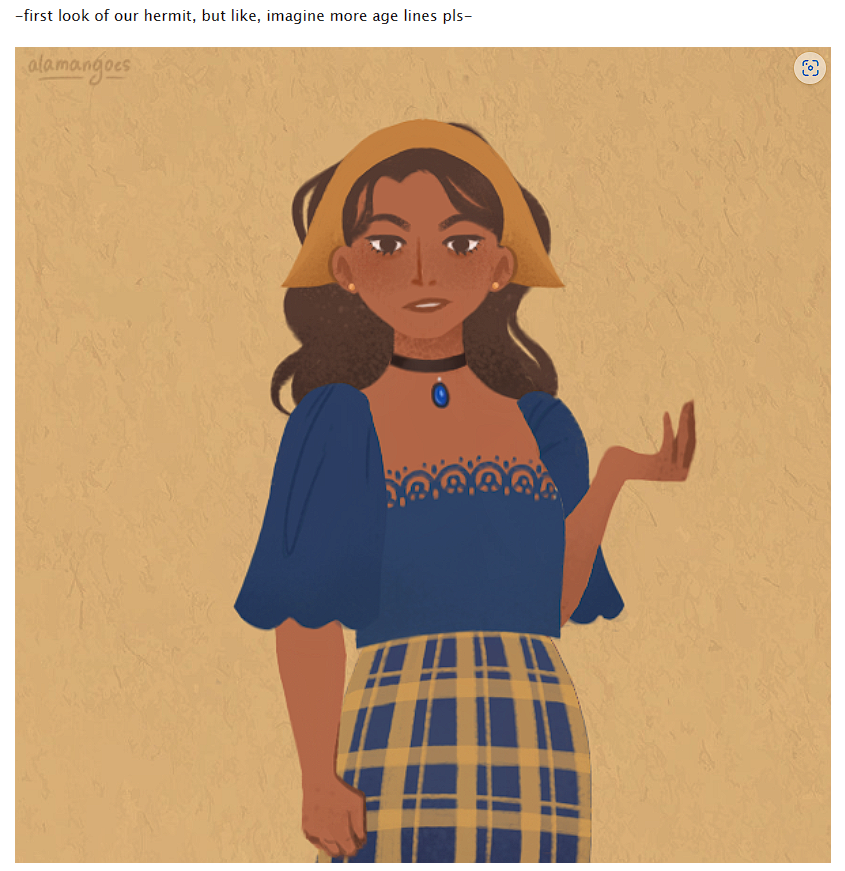 -first look of our hermit, but like, imagine more age lines pls-
alamangoes